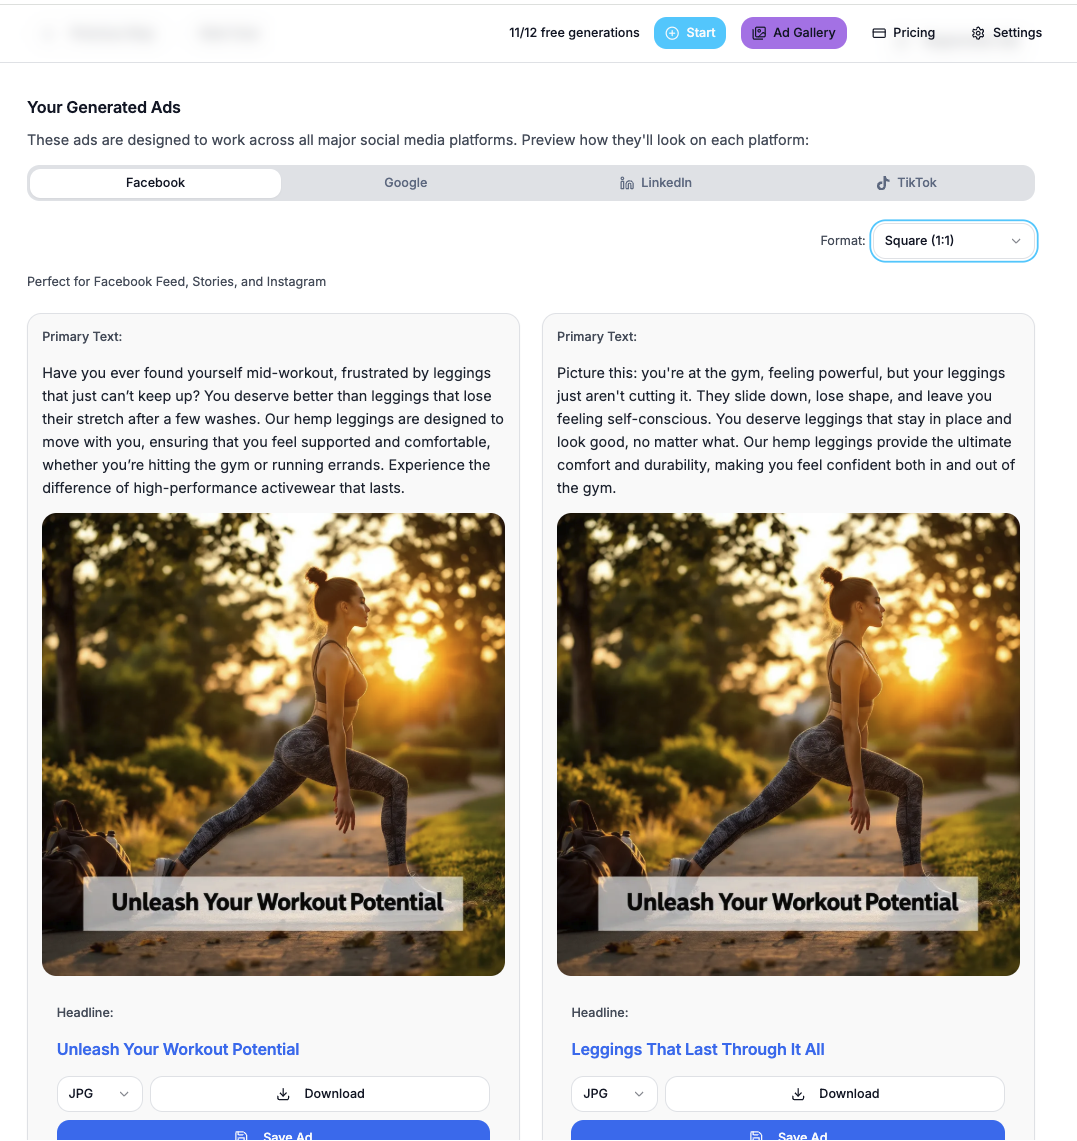 11/12 free generations
Start
Ad Gallery
Pricing
Settings
Your Generated Ads
These ads are designed to work across all major social media platforms. Preview how they'll look on each platform:
Facebook
Google
LinkedIn
TikTok
Format:
Square (1:1)
Perfect for Facebook Feed, Stories, and Instagram
Primary Text:
Have you ever found yourself mid-workout, frustrated by leggings
that just can’t keep up? You deserve better than leggings that lose
their stretch after a few washes. Our hemp leggings are designed to
move with you, ensuring that you feel supported and comfortable,
whether you’re hitting the gym or running errands. Experience the
difference of high-performance activewear that lasts.
Unleash Your Workout Potential
Headline:
Unleash Your Workout Potential
JPG
Download
Save Ad
Primary Text:
Picture this: you're at the gym, feeling powerful, but your leggings
just aren't cutting it. They slide down, lose shape, and leave you
feeling self-conscious. You deserve leggings that stay in place and
look good, no matter what. Our hemp leggings provide the ultimate
comfort and durability, making you feel confident both in and out of
the gym.
Unleash Your Workout Potential
Headline:
Leggings That Last Through It All
JPG
Download
Save Ad